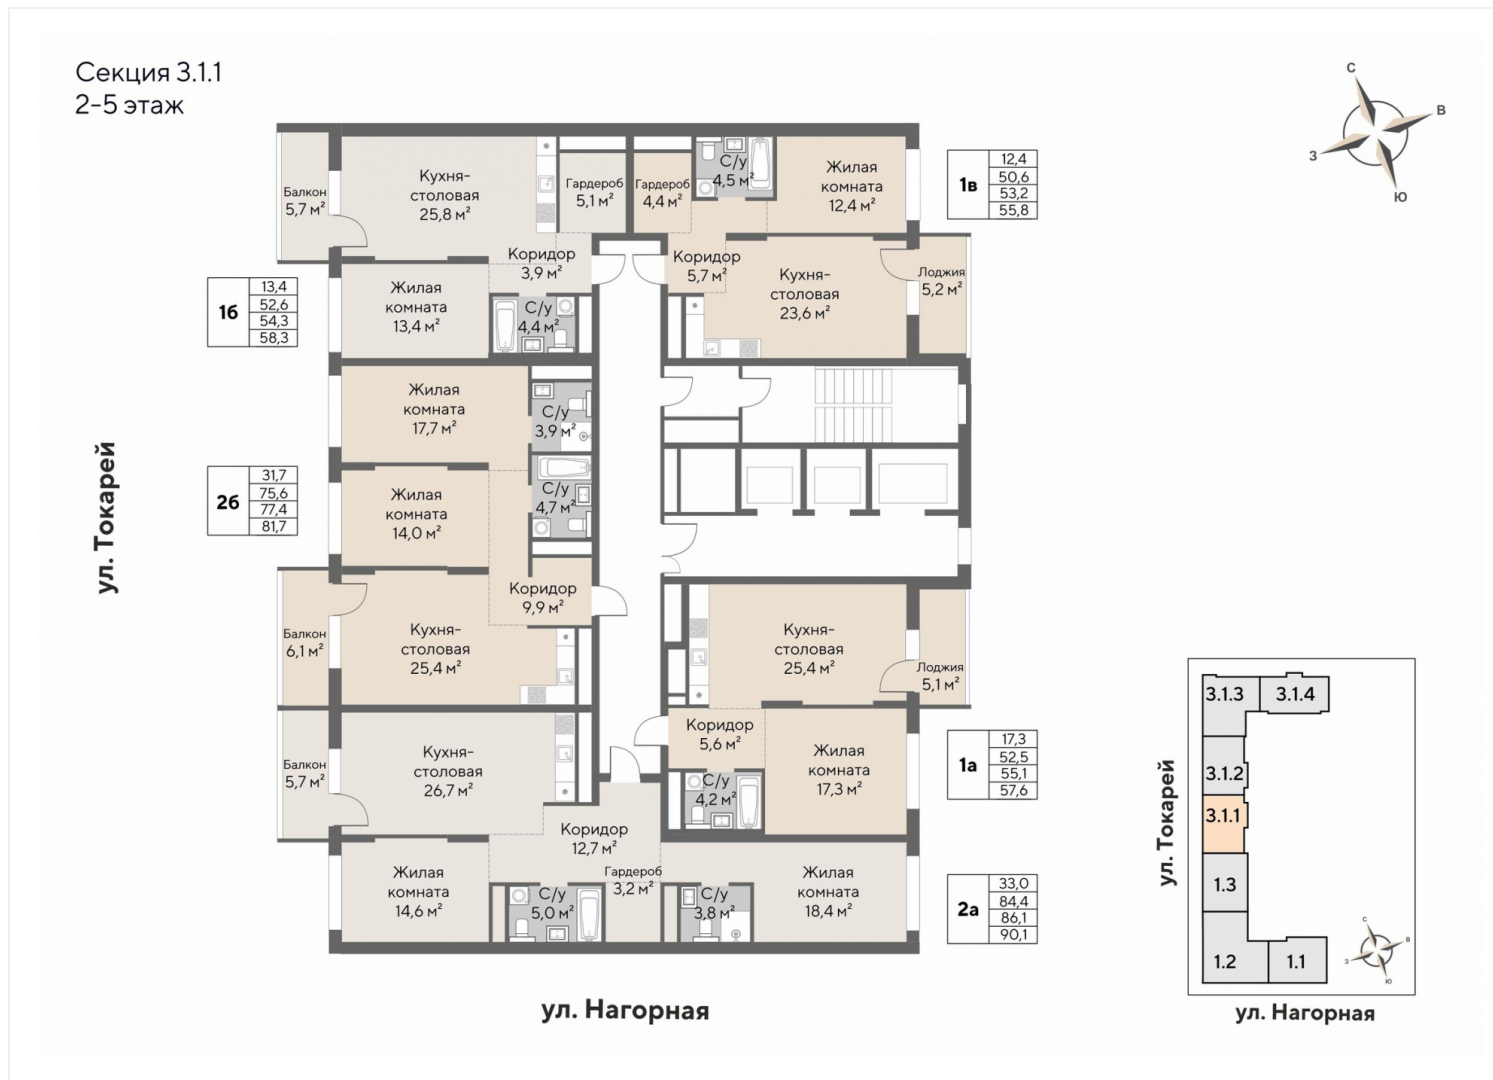 Секция 3.1.1
2-5 этаж
С
В
З
Ю
Балкон
5,7 м²
Кухня-
столовая
25,8 м²
Гардероб
5,1 м²
Гардероб
4,4 м²
С/у
4,5 м²
Жилая
комната
12,4 м²
1в
12,4
50,6
53,2
55,8
Коридор
3,9 м²
Коридор
5,7 м²
Кухня-
столовая
23,6 м²
Лоджия
5,2 м²
1б
13,4
52,6
54,3
58,3
Жилая
комната
13,4 м²
С/у
4,4 м²
Жилая
комната
17,7 м²
С/у
3,9 м²
ул. Токарей
2б
31,7
75,6
77,4
81,7
Жилая
комната
14,0 м²
С/у
4,7 м²
Коридор
9,9 м²
Балкон
6,1 м²
Кухня-
столовая
25,4 м²
Кухня-
столовая
25,4 м²
Лоджия
5,1 м²
Балкон
5,7 м²
Кухня-
столовая
26,7 м²
Коридор
5,6 м²
С/у
4,2 м²
Жилая
комната
17,3 м²
1а
17,3
52,5
55,1
57,6
Коридор
12,7 м²
Жилая
комната
14,6 м²
С/у
5,0 м²
Гардероб
3,2 м²
С/у
3,8 м²
Жилая
комната
18,4 м²
2а
33,0
84,4
86,1
90,1
ул. Нагорная
ул. Токарей
3.1.3
3.1.4
3.1.2
3.1.1
1.3
1.2
1.1
С
В
З
Ю
ул. Нагорная